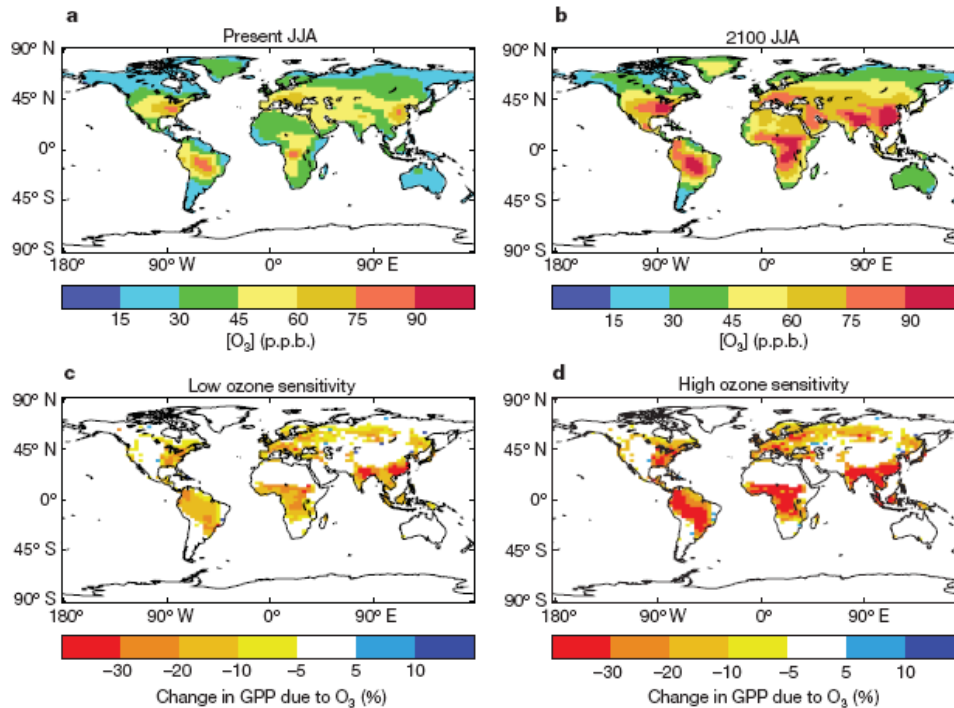 a
Present JJA
90° N
45° N
0°
45° S
90° S
180°
90° W
0°
90° E
15
30
45
60
75
90
[O₃] (p.p.b.)
b
2100 JJA
90° N
45° N
0°
45° S
90° S
180°
90° W
0°
90° E
15
30
45
60
75
90
[O₃] (p.p.b.)
c
Low ozone sensitivity
90° N
45° N
0°
45° S
90° S
180°
90° W
0°
90° E
−30
−20
−10
−5
5
10
Change in GPP due to O₃ (%)
d
High ozone sensitivity
90° N
45° N
0°
45° S
90° S
180°
90° W
0°
90° E
−30
−20
−10
−5
5
10
Change in GPP due to O₃ (%)